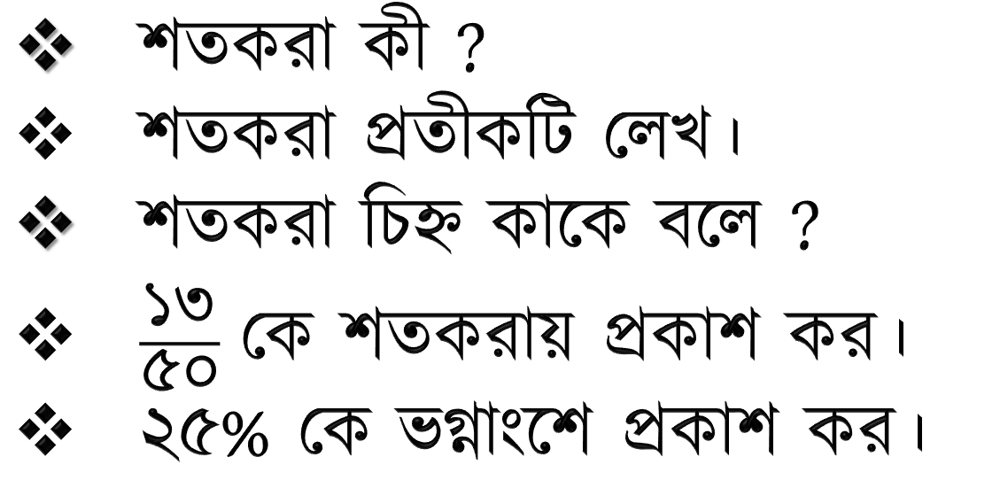 ❖ শতকরা কী ?
❖ শতকরা প্রতীকটি লেখ।
❖ শতকরা চিহ্ন কাকে বলে ?
❖ ১৩/৫০ কে শতকরায় প্রকাশ কর।
❖ ২৫% কে ভগ্নাংশে প্রকাশ কর।